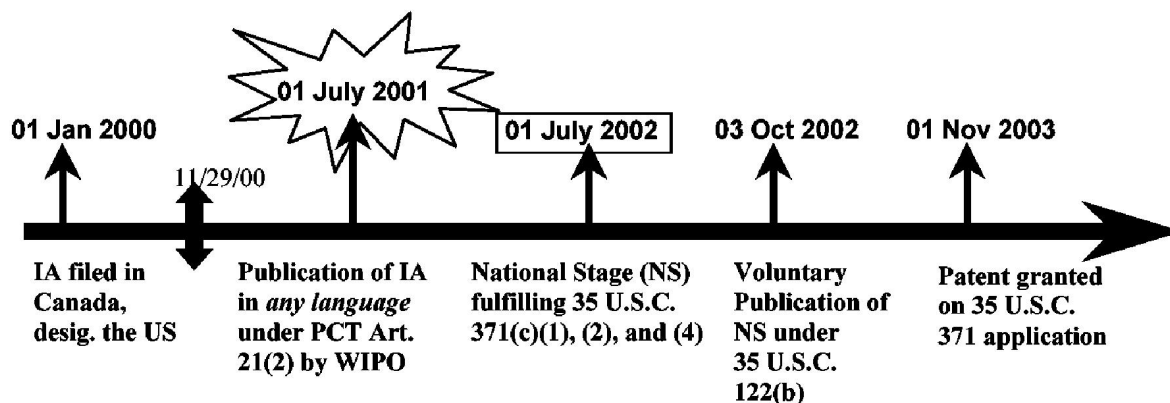 01 July 2001
01 Jan 2000
01 July 2002
03 Oct 2002
01 Nov 2003
11/29/00
IA filed in
Canada,
desig. the US
Publication of IA
in any language
under PCT Art.
21(2) by WIPO
National Stage (NS)
fulfilling 35 U.S.C.
371(c)(1), (2), and (4)
Voluntary
Publication of
NS under
35 U.S.C.
122(b)
Patent granted
on 35 U.S.C.
371 application